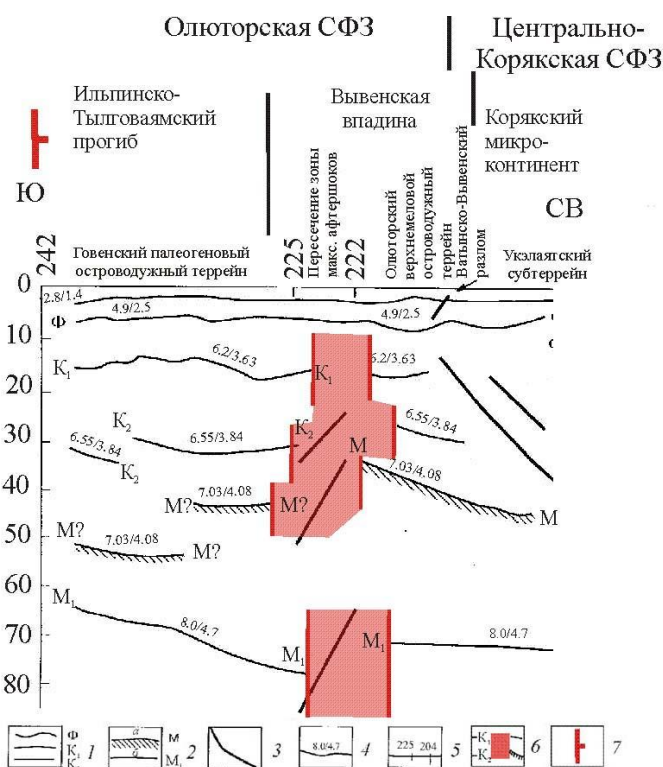 Олюторская СФЗ
Центрально-
Корякская СФЗ
Ильпинско-
Тылговаямский
прогиб
Вывенская
впадина
Корякский
микро-
континент
Ю
СВ
242
Говенский палеогеновый
островодужный террейн
225
Пересечение зоны
макс. афтершоков
222
Олюторский
верхнемеловой
островодужный
террейн
Ватынско-Вывенский
разлом
Укэлаятский
субтеррейн
0
2.8/1.4
4.9/2.5
4.9/2.5
Ф
10
К₁
6.2/3.63
К₁
6.2/3.63
20
К₂
6.55/3.84
К₂
6.55/3.84
30
6.55/3.84
К₂
М
7.03/4.08
40
М?
7.03/4.08
М?
М
50
М?
7.03/4.08
60
М₁
8.0/4.7
70
М₁
М₁
8.0/4.7
80
Ф
К₁
К
1
а
б
М
М₁
2
3
8.0/4.7
4
225 204
5
К₁
К₂
6
7